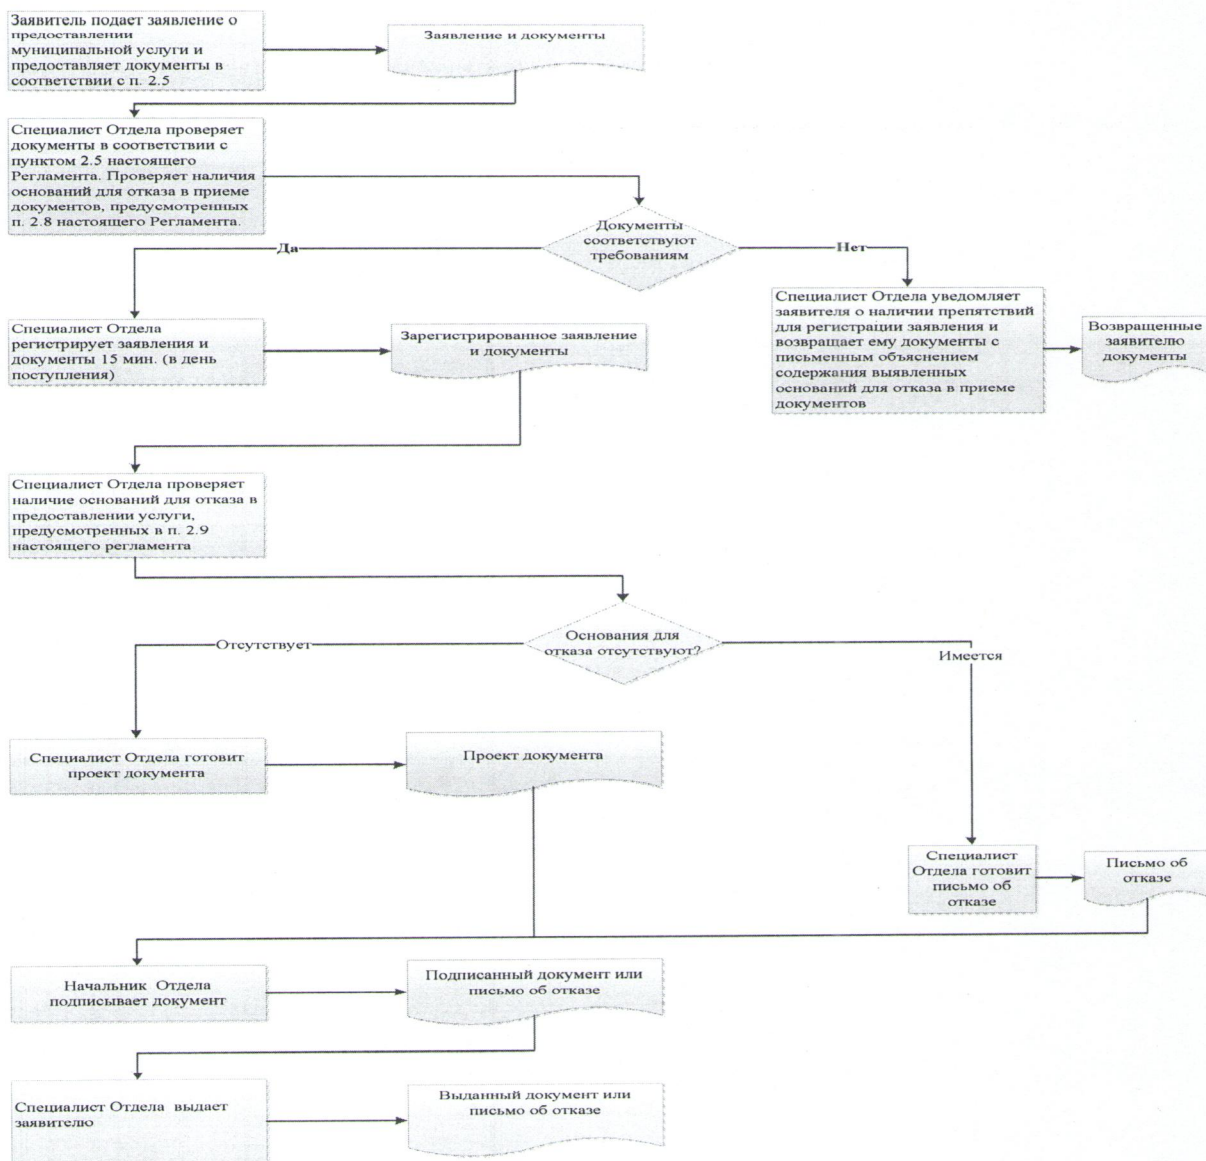 Заявитель подает заявление о
предоставлении
муниципальной услуги и
предоставляет документы в
соответствии с п. 2.5
Заявление и документы
Специалист Отдела проверяет
документы в соответствии с
пунктом 2.5 настоящего
Регламента. Проверяет наличия
оснований для отказа в приеме
документов, предусмотренных
п. 2.8 настоящего Регламента.
Документы
соответствуют
требованиям
Да
Нет
Специалист Отдела
регистрирует заявления и
документы 15 мин. (в день
поступления)
Зарегистрированное заявление
и документы
Специалист Отдела уведомляет
заявителя о наличии препятствий
для регистрации заявления и
возвращает ему документы с
письменным объяснением
содержания выявленных
оснований для отказа в приеме
документов
Возвращенные
заявителю
документы
Специалист Отдела проверяет
наличие оснований для отказа в
предоставлении услуги,
предусмотренных в п. 2.9
настоящего регламента
Основания для
отказа отсутствуют?
Отсутствует
Имеется
Специалист Отдела готовит
проект документа
Проект документа
Специалист
Отдела готовит
письмо об
отказе
Письмо об
отказе
Начальник Отдела
подписывает документ
Подписанный документ или
письмо об отказе
Специалист Отдела выдает
заявителю
Выданный документ или
письмо об отказе